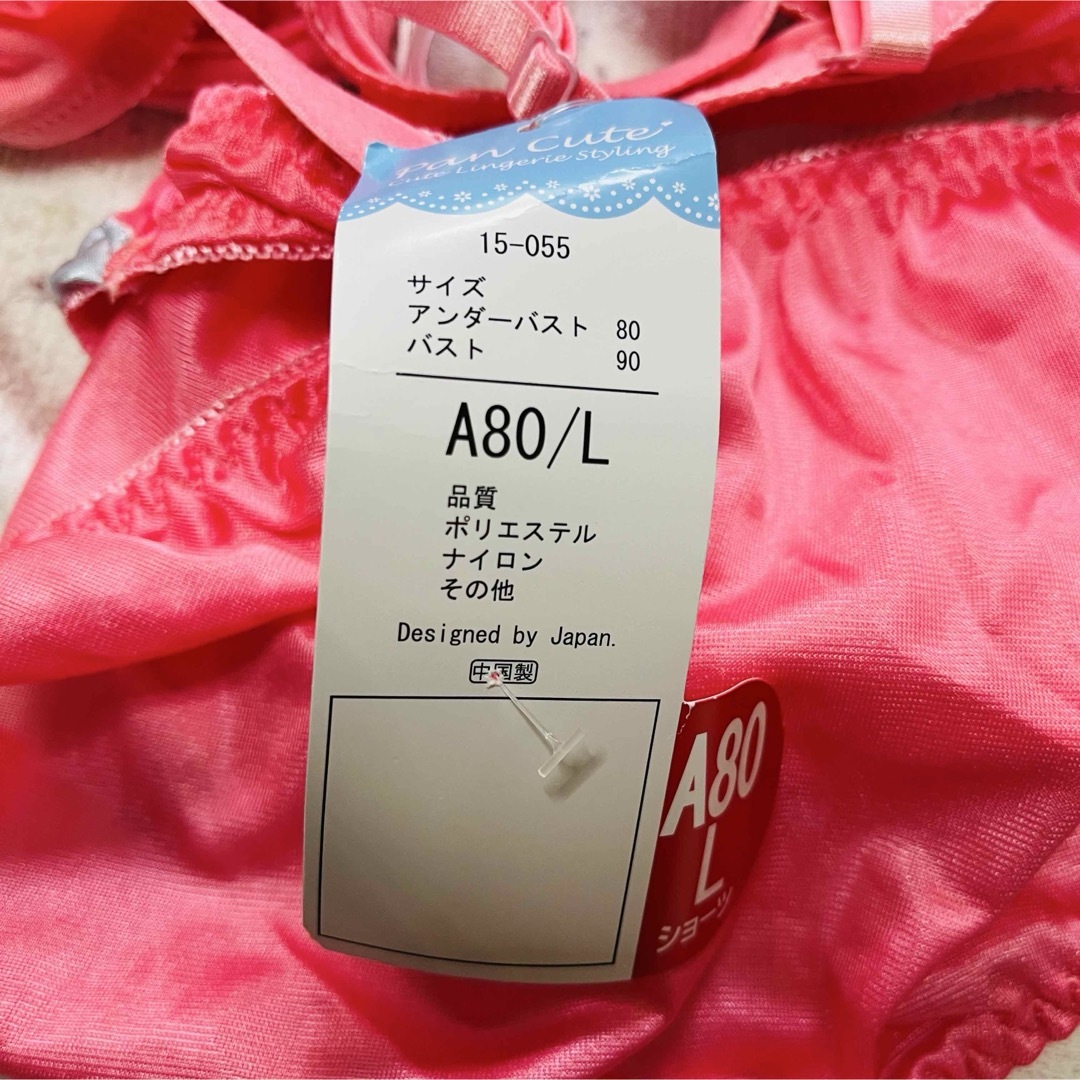 Pan Cute
Cute Lingerie Styling
15-055
サイズ
アンダーバスト 80
バスト 90
A80/L
品質
ポリエステル
ナイロン
その他
Designed by Japan.
中国製
A80
L
ショーツ